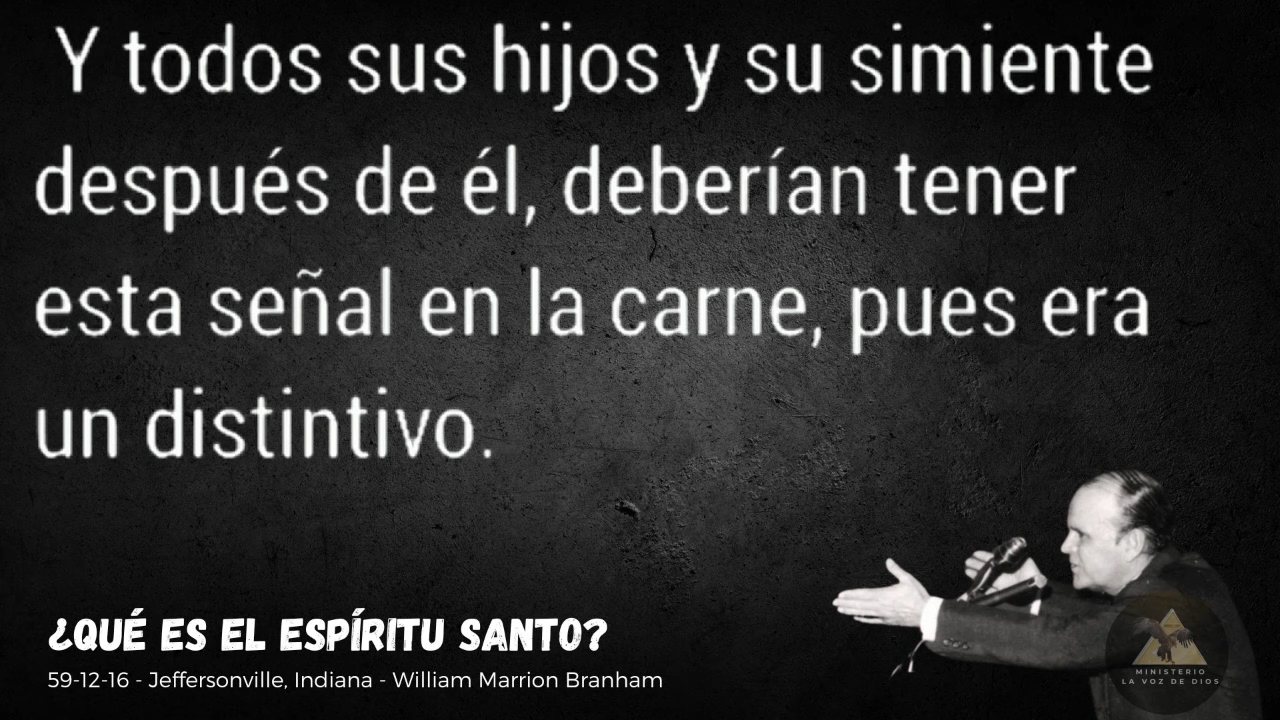 Y todos sus hijos y su simiente
después de él, deberían tener
esta señal en la carne, pues era
un distintivo.
¿QUÉ ES EL ESPÍRITU SANTO?
59-12-16 - Jeffersonville, Indiana - William Marrion Branham
MINISTERIO
LA VOZ DE DIOS